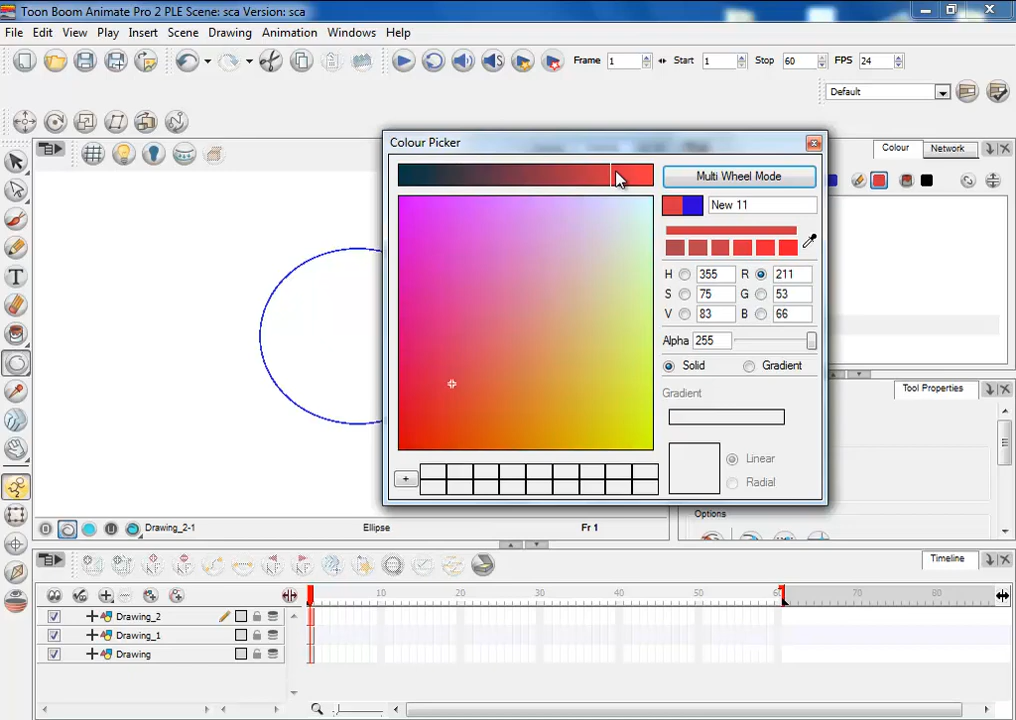 Toon Boom Animate Pro 2 PLE Scene: sca Version: sca
File Edit View Play Insert Scene Drawing Animation Windows Help
Frame 1 Start 1 Stop 60 FPS 24
Default
Colour Picker
Colour Network
Multi Wheel Mode
New 11
H 355 R 211
S 75 G 53
V 83 B 66
Alpha 255
Solid Gradient
Tool Properties
Gradient
Linear
Radial
+
Options
Drawing_2-1 Ellipse Fr 1
Timeline
10 20 30 40 50 60 70 80
Drawing_2
Drawing_1
Drawing